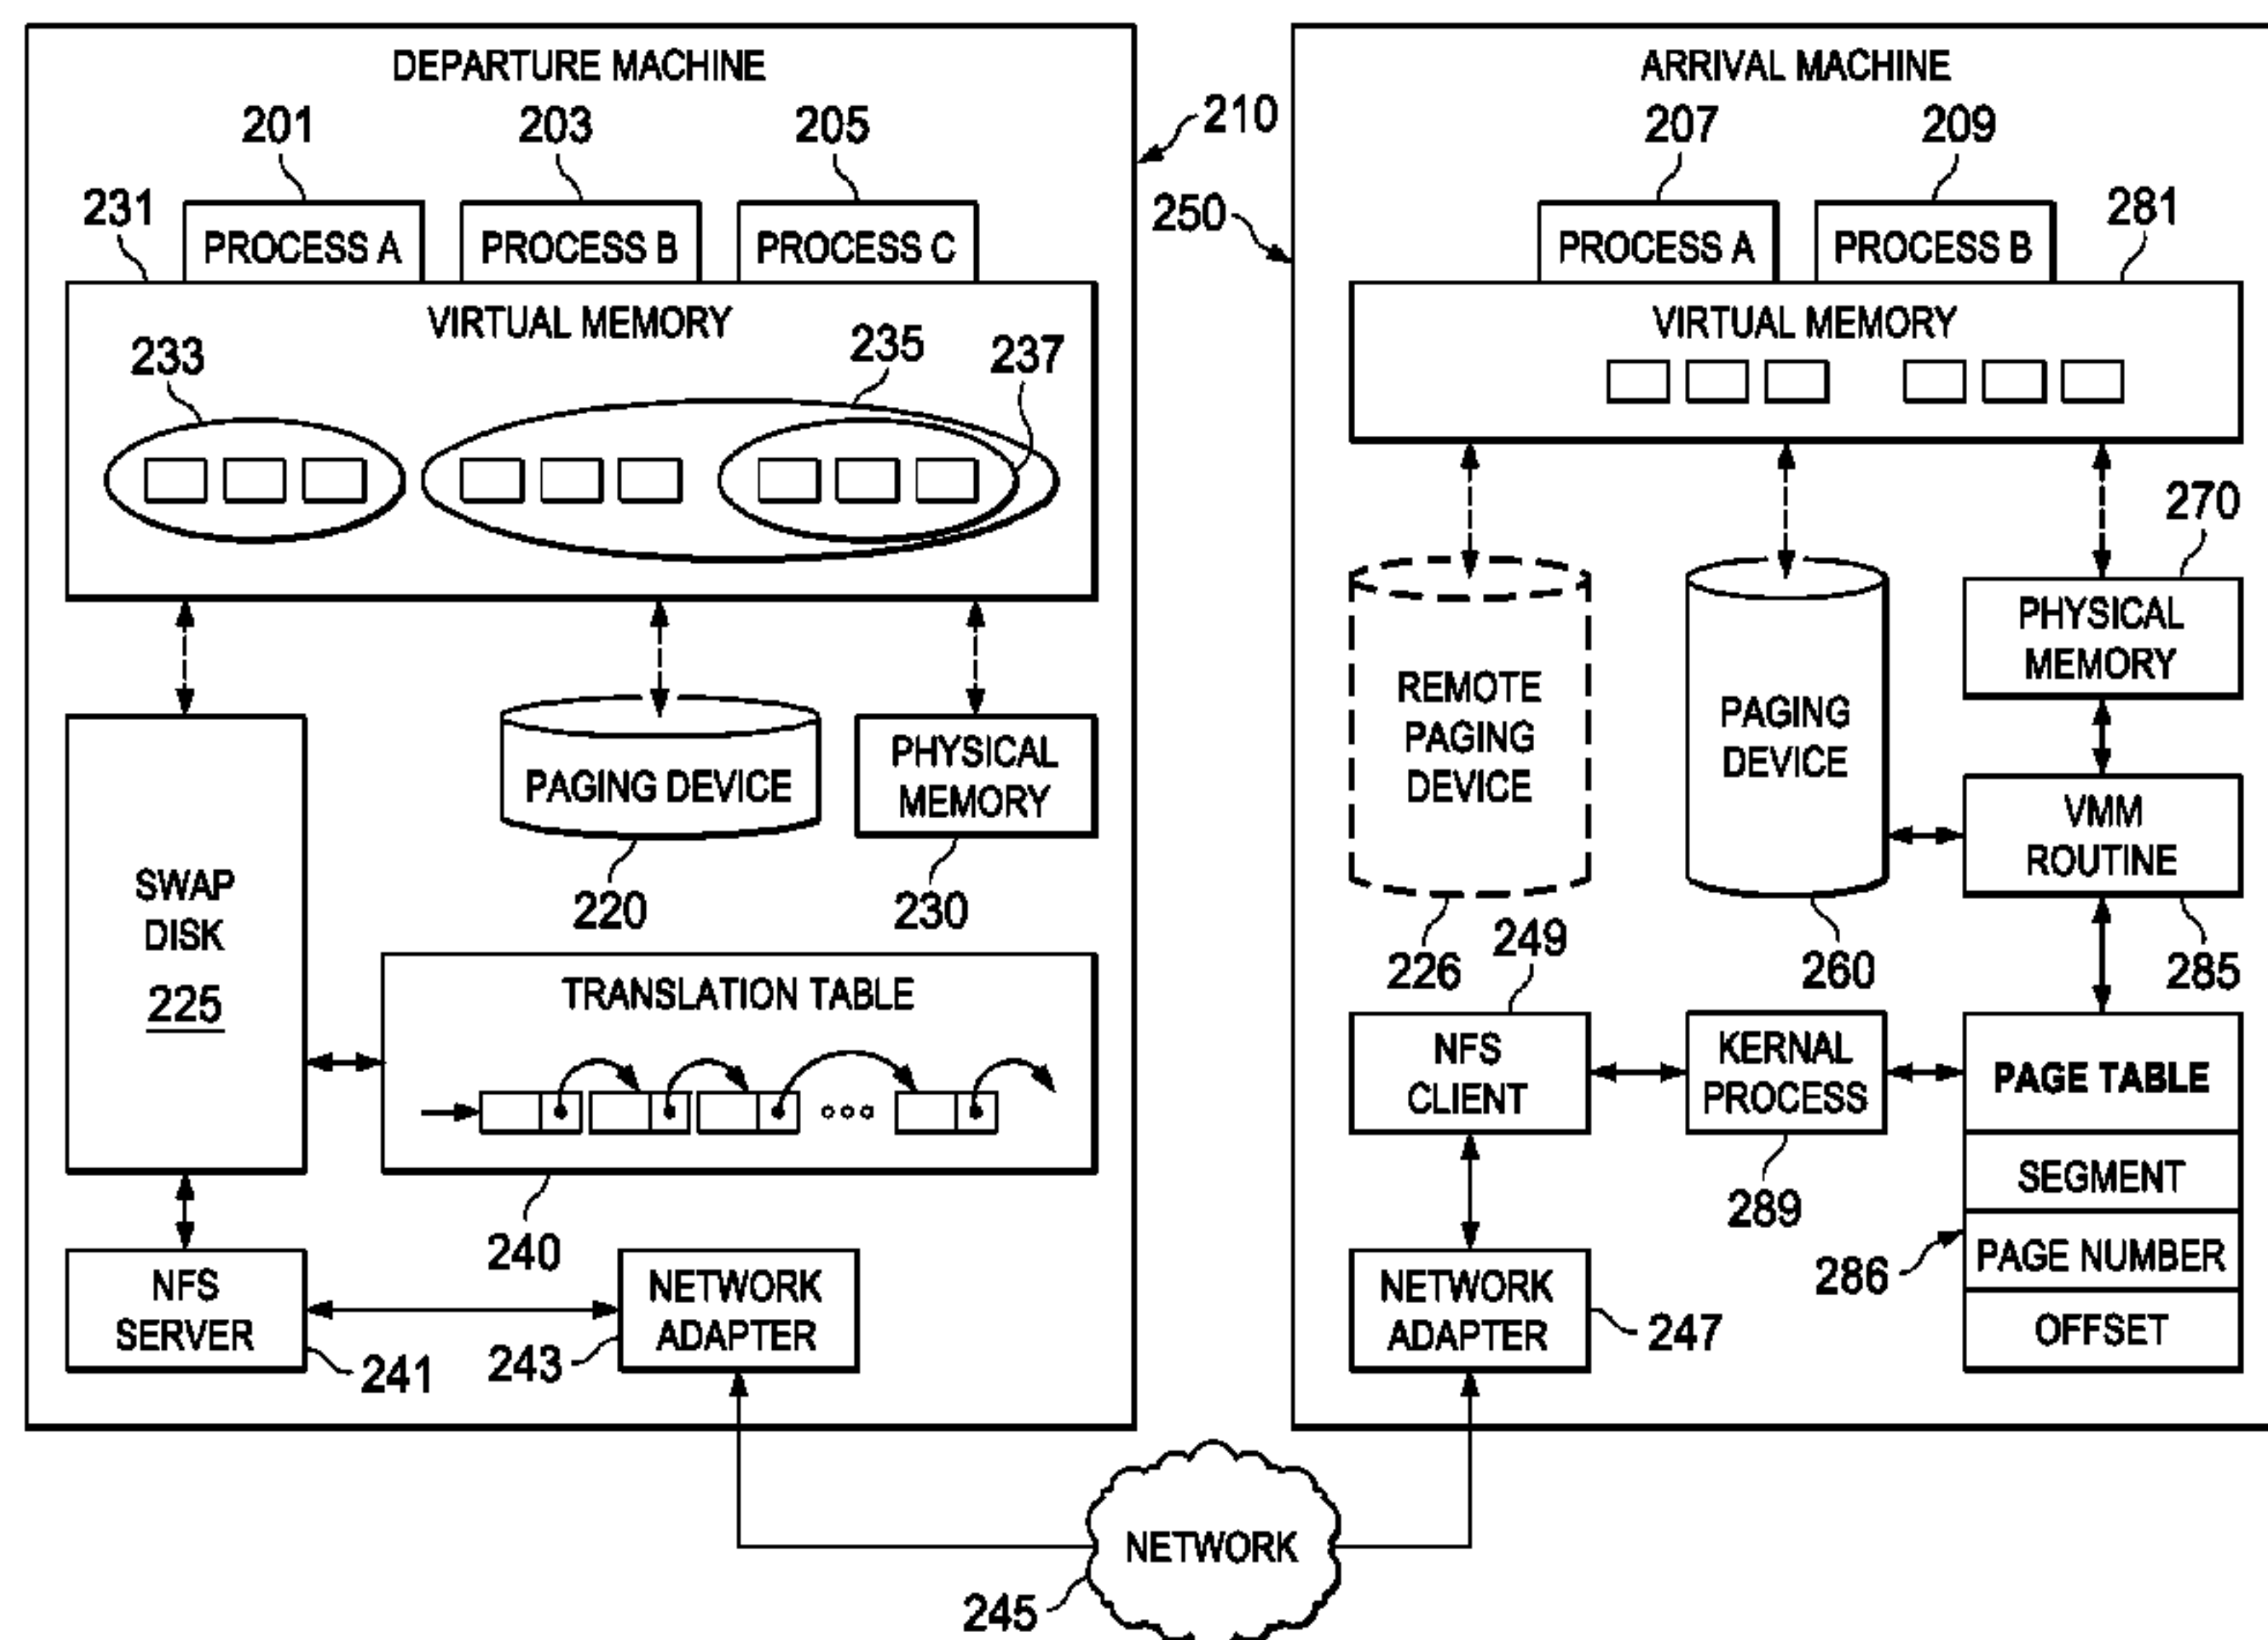 DEPARTURE MACHINE
201
203
205
210
231
PROCESS A
PROCESS B
PROCESS C
VIRTUAL MEMORY
233
235
237
SWAP
DISK
225
PAGING DEVICE
220
PHYSICAL
MEMORY
230
TRANSLATION TABLE
240
NFS
SERVER
241
243
NETWORK
ADAPTER
NETWORK
245
ARRIVAL MACHINE
207
209
250
281
PROCESS A
PROCESS B
VIRTUAL MEMORY
270
REMOTE
PAGING
DEVICE
226
PAGING
DEVICE
260
PHYSICAL
MEMORY
VMM
ROUTINE
285
249
NFS
CLIENT
KERNAL
PROCESS
289
PAGE TABLE
SEGMENT
PAGE NUMBER
OFFSET
286
NETWORK
ADAPTER
247